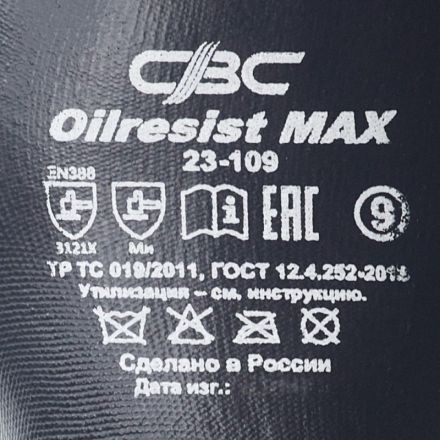 СВС
Oilresist MAX
23-109
EN388
EAC 9
3121X Ми
ТР ТС 019/2011, ГОСТ 12.4.252-2013
Утилизация – см. инструкцию.
Сделано в России
Дата изг.: